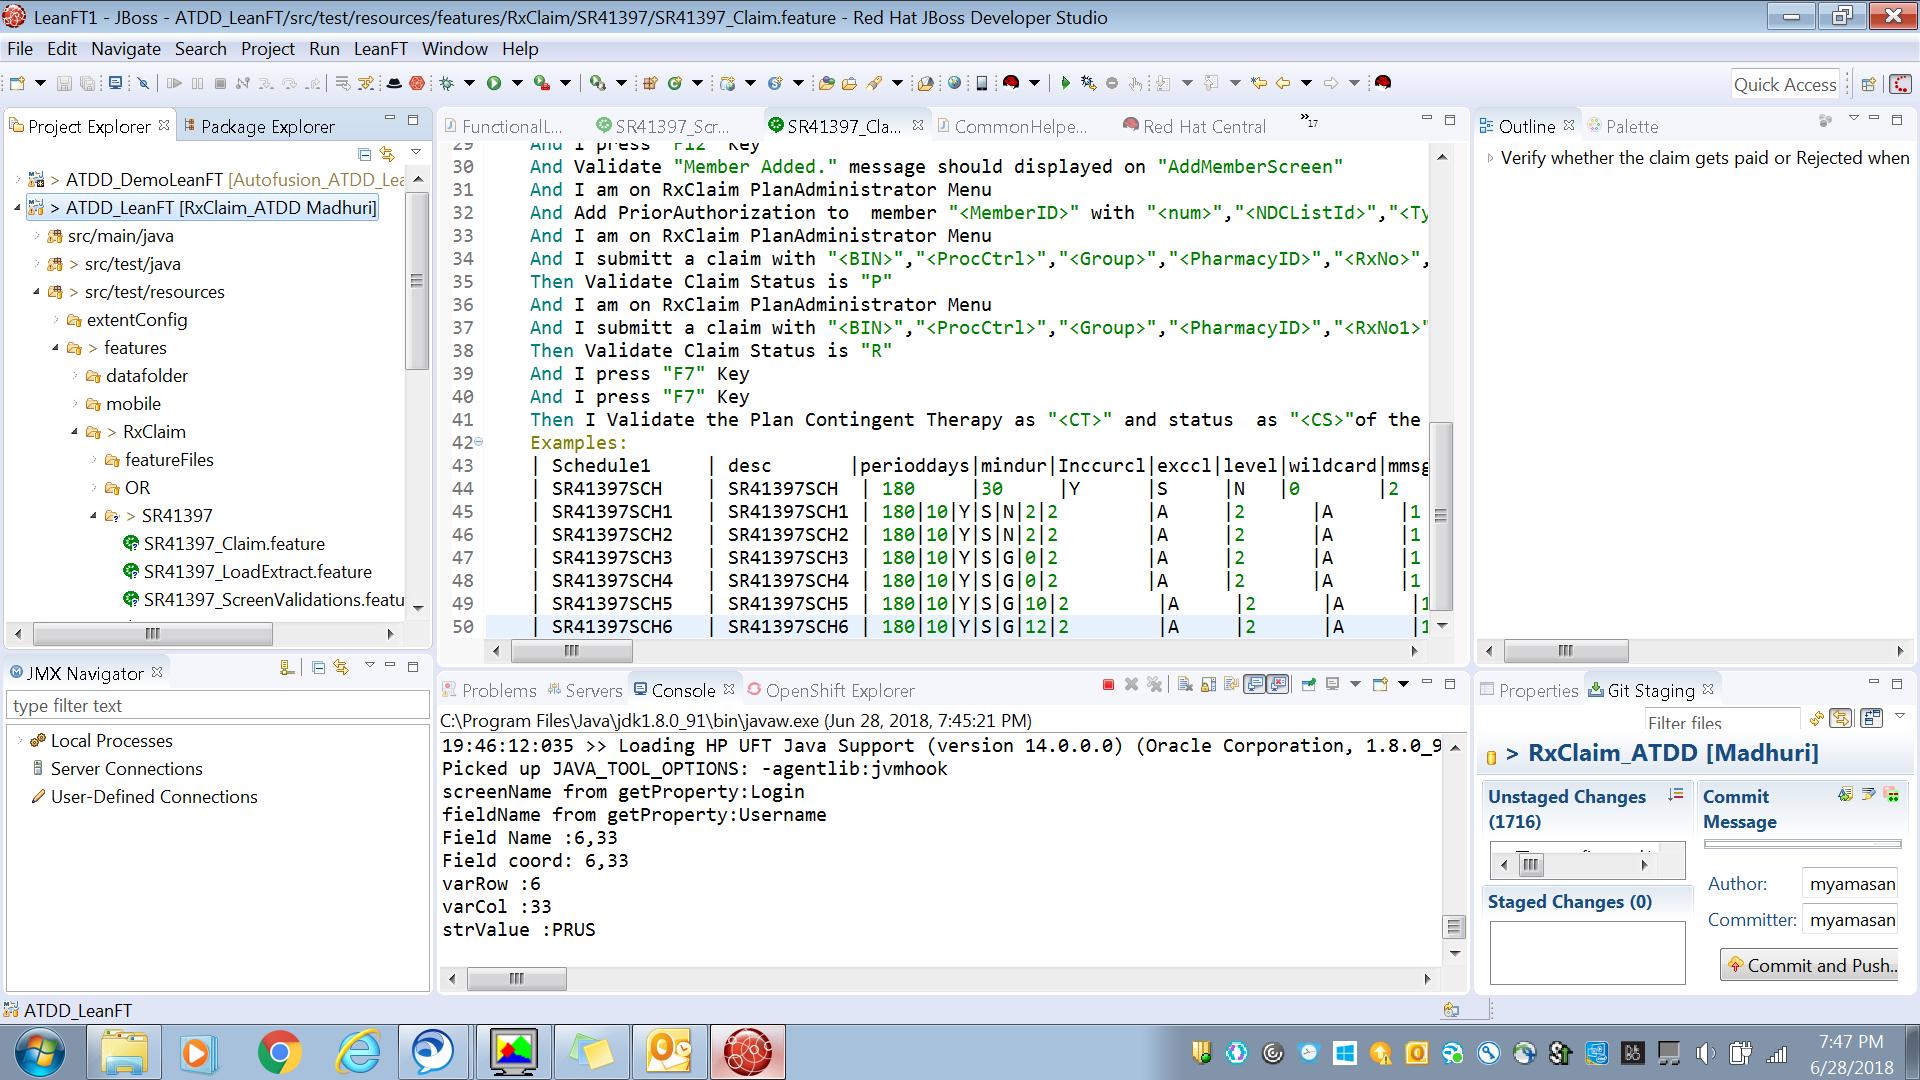 LeanFT1 - JBoss - ATDD_LeanFT/src/test/resources/features/RxClaim/SR41397/SR41397_Claim.feature - Red Hat JBoss Developer Studio
File Edit Navigate Search Project Run LeanFT Window Help
Quick Access
Project Explorer Package Explorer
> ATDD_DemoLeanFT [Autofusion_ATDD_Lea
> ATDD_LeanFT [RxClaim_ATDD Madhuri]
src/main/java
> src/test/java
> src/test/resources
extentConfig
> features
datafolder
mobile
> RxClaim
featureFiles
OR
> SR41397
SR41397_Claim.feature
SR41397_LoadExtract.feature
SR41397_ScreenValidations.featu
FunctionalL... SR41397_Scr... SR41397_Cla... CommonHelpe... Red Hat Central »17
29 And I press "F12" Key
30 And Validate "Member Added." message should displayed on "AddMemberScreen"
31 And I am on RxClaim PlanAdministrator Menu
32 And Add PriorAuthorization to  member "<MemberID>" with "<num>","<NDCListId>","<Ty
33 And I am on RxClaim PlanAdministrator Menu
34 And I submitt a claim with "<BIN>","<ProcCtrl>","<Group>","<PharmacyID>","<RxNo>",
35 Then Validate Claim Status is "P"
36 And I am on RxClaim PlanAdministrator Menu
37 And I submitt a claim with "<BIN>","<ProcCtrl>","<Group>","<PharmacyID>","<RxNo1>"
38 Then Validate Claim Status is "R"
39 And I press "F7" Key
40 And I press "F7" Key
41 Then I Validate the Plan Contingent Therapy as "<CT>" and status  as "<CS>"of the
42 Examples:
43 | Schedule1 | desc |perioddays|mindur|Inccurcl|exccl|level|wildcard|mmsg
44 | SR41397SCH | SR41397SCH | 180 |30 |Y |S |N |0 |2
45 | SR41397SCH1 | SR41397SCH1 | 180|10|Y|S|N|2|2 |A |2 |A |1
46 | SR41397SCH2 | SR41397SCH2 | 180|10|Y|S|N|2|2 |A |2 |A |1
47 | SR41397SCH3 | SR41397SCH3 | 180|10|Y|S|G|0|2 |A |2 |A |1
48 | SR41397SCH4 | SR41397SCH4 | 180|10|Y|S|G|0|2 |A |2 |A |1
49 | SR41397SCH5 | SR41397SCH5 | 180|10|Y|S|G|10|2 |A |2 |A |1
50 | SR41397SCH6 | SR41397SCH6 | 180|10|Y|S|G|12|2 |A |2 |A |1
Outline Palette
Verify whether the claim gets paid or Rejected when
JMX Navigator
type filter text
Local Processes
Server Connections
User-Defined Connections
Problems Servers Console OpenShift Explorer
C:\Program Files\Java\jdk1.8.0_91\bin\javaw.exe (Jun 28, 2018, 7:45:21 PM)
19:46:12:035 >> Loading HP UFT Java Support (version 14.0.0.0) (Oracle Corporation, 1.8.0_9
Picked up JAVA_TOOL_OPTIONS: -agentlib:jvmhook
screenName from getProperty:Login
fieldName from getProperty:Username
Field Name :6,33
Field coord: 6,33
varRow :6
varCol :33
strValue :PRUS
Properties Git Staging
Filter files
> RxClaim_ATDD [Madhuri]
Unstaged Changes (1716)
Staged Changes (0)
Commit Message
Author: myamasan
Committer: myamasan
Commit and Push...
ATDD_LeanFT
7:47 PM
6/28/2018